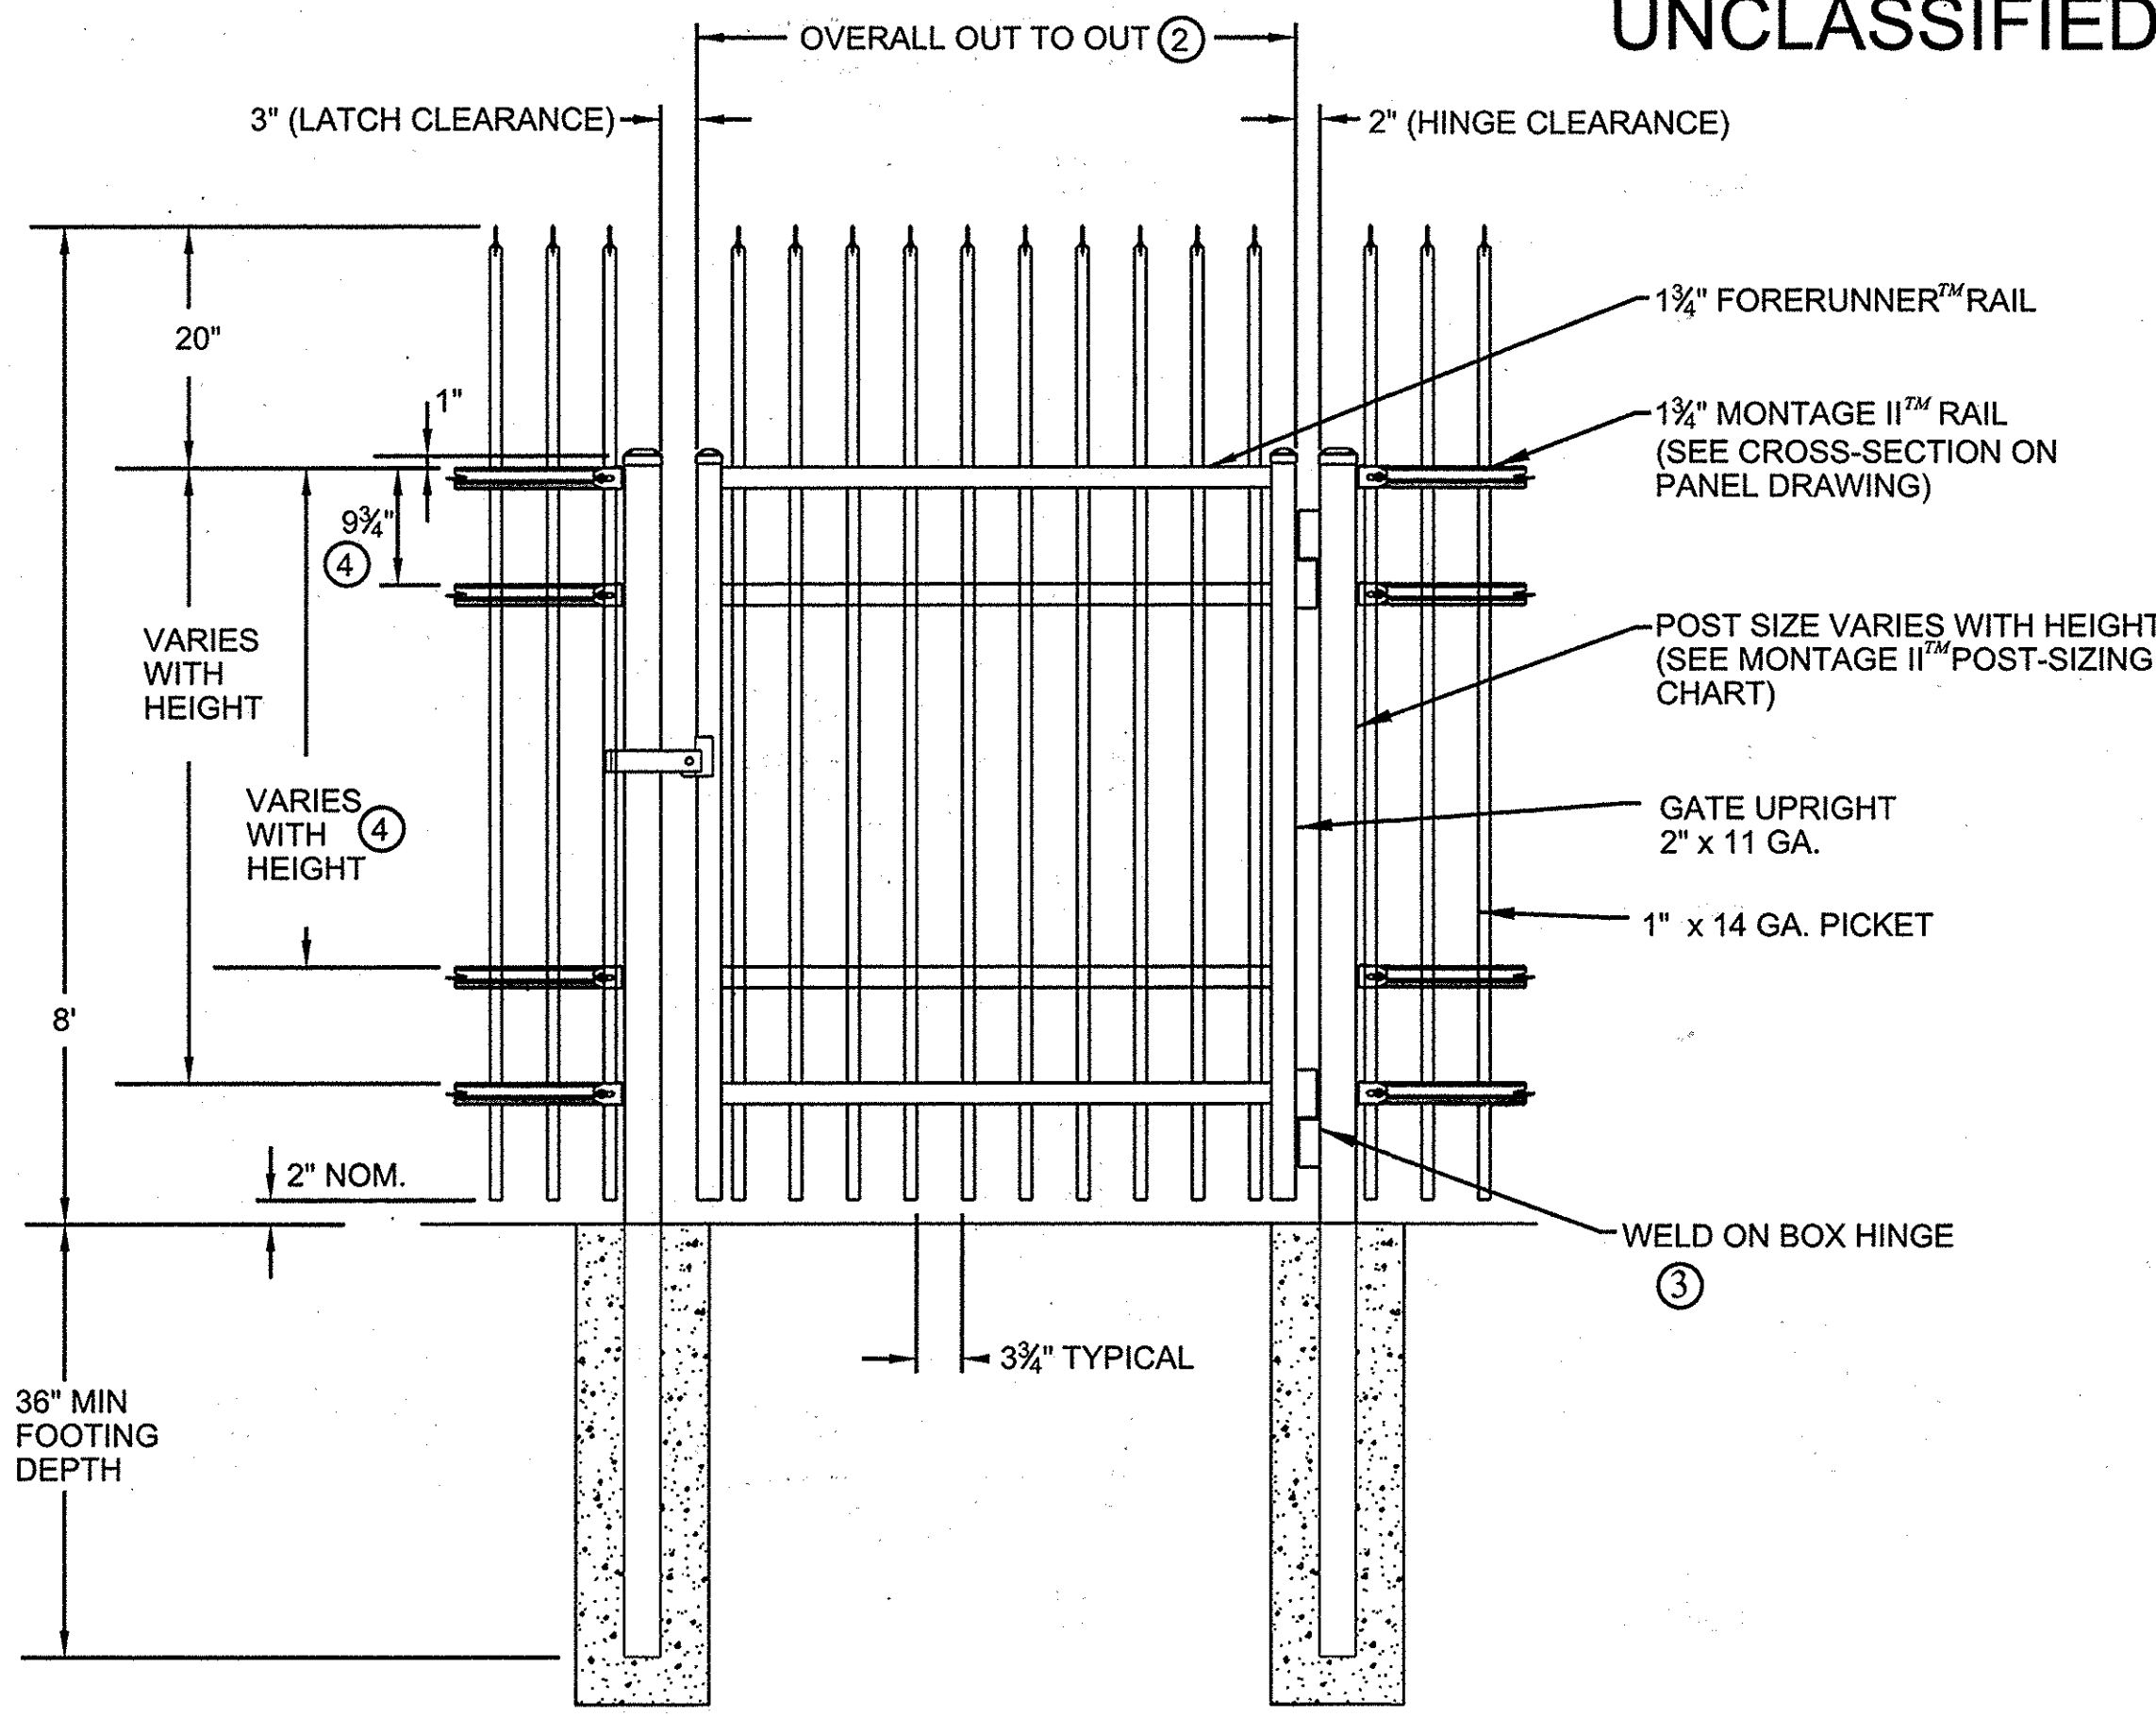 UNCLASSIFIED
OVERALL OUT TO OUT 2
3" (LATCH CLEARANCE)
2" (HINGE CLEARANCE)
20"
1"
9¾"
4
1¾" FORERUNNER™ RAIL
1¾" MONTAGE II™ RAIL
(SEE CROSS-SECTION ON
PANEL DRAWING)
VARIES
WITH
HEIGHT
POST SIZE VARIES WITH HEIGHT
(SEE MONTAGE II™ POST-SIZING
CHART)
VARIES
WITH 4
HEIGHT
GATE UPRIGHT
2" x 11 GA.
1" x 14 GA. PICKET
8'
2" NOM.
WELD ON BOX HINGE
3
3¾" TYPICAL
36" MIN
FOOTING
DEPTH